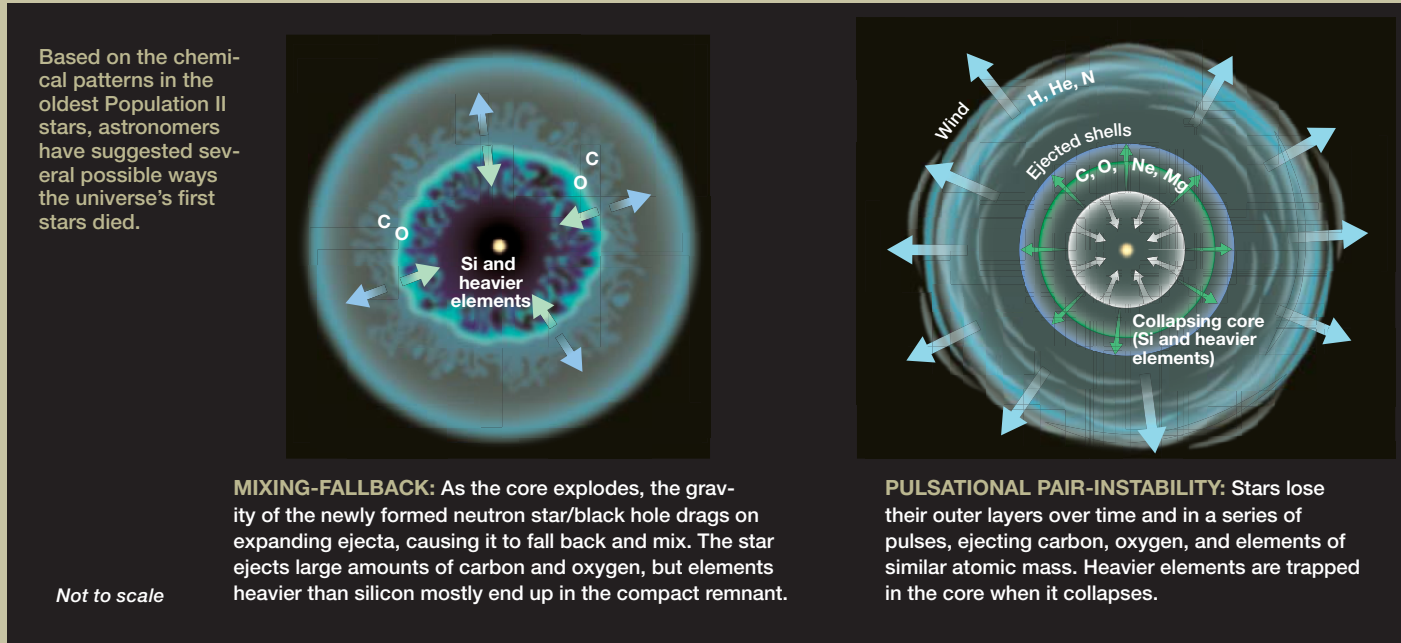 Based on the chemi-
cal patterns in the
oldest Population II
stars, astronomers
have suggested sev-
eral possible ways
the universe's first
stars died.
C
O
C
O
Si and
heavier
elements
Wind
H, He, N
Ejected shells
C, O, Ne, Mg
Collapsing core
(Si and heavier
elements)
MIXING-FALLBACK: As the core explodes, the grav-
ity of the newly formed neutron star/black hole drags on
expanding ejecta, causing it to fall back and mix. The star
ejects large amounts of carbon and oxygen, but elements
heavier than silicon mostly end up in the compact remnant.
PULSATIONAL PAIR-INSTABILITY: Stars lose
their outer layers over time and in a series of
pulses, ejecting carbon, oxygen, and elements of
similar atomic mass. Heavier elements are trapped
in the core when it collapses.
Not to scale